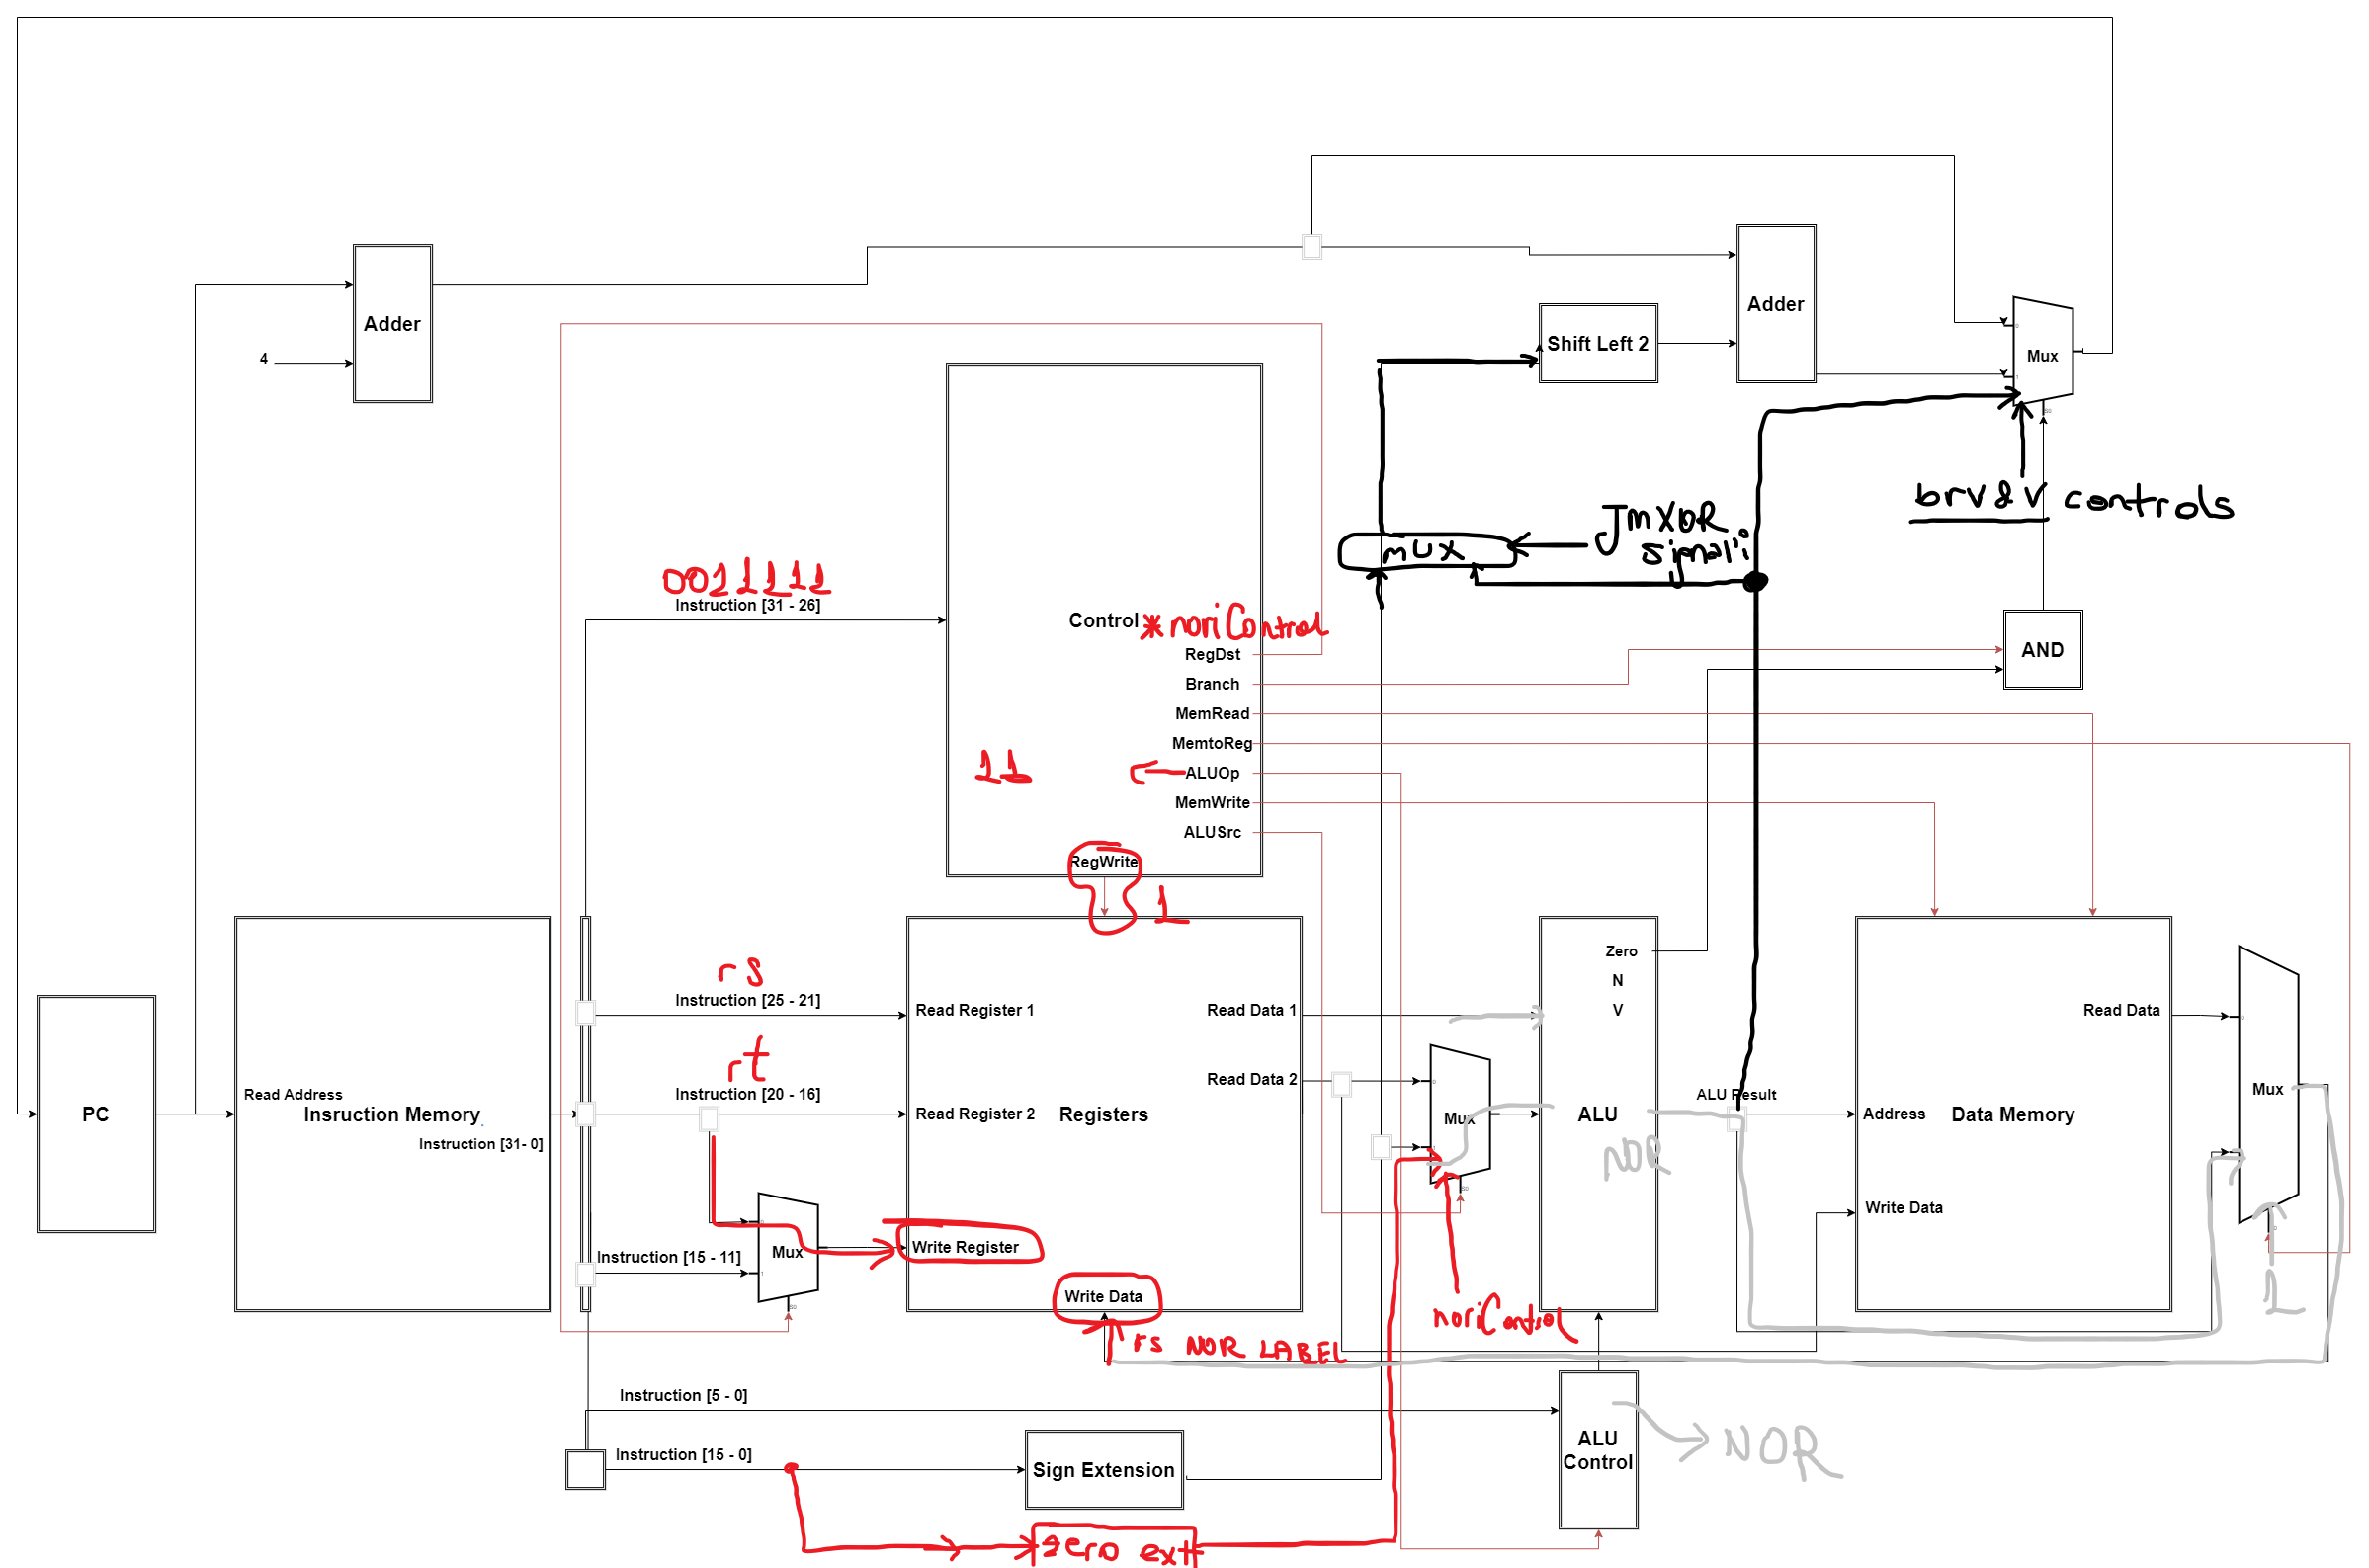 Adder
4
Shift Left 2
Adder
Mux
brV & V controls
JmXOR
signal
mux
0011111
Instruction [31 - 26]
Control
*noriControl
RegDst
Branch
MemRead
MemtoReg
11
ALUOp
MemWrite
ALUSrc
RegWrite
1
AND
rs
Instruction [25 - 21]
Read Register 1
Read Data 1
Zero
N
V
Read Data
rt
Instruction [20 - 16]
Read Data 2
Mux
PC
Read Address
Insruction Memory
Instruction [31- 0]
Read Register 2
Registers
Mux
ALU
NOR
ALU Result
Address
Data Memory
Write Data
Instruction [15 - 11]
Mux
Write Register
Write Data
noriControl
1
rs NOR LABEL
Instruction [5 - 0]
ALU
Control
NOR
Instruction [15 - 0]
Sign Extension
zero ext